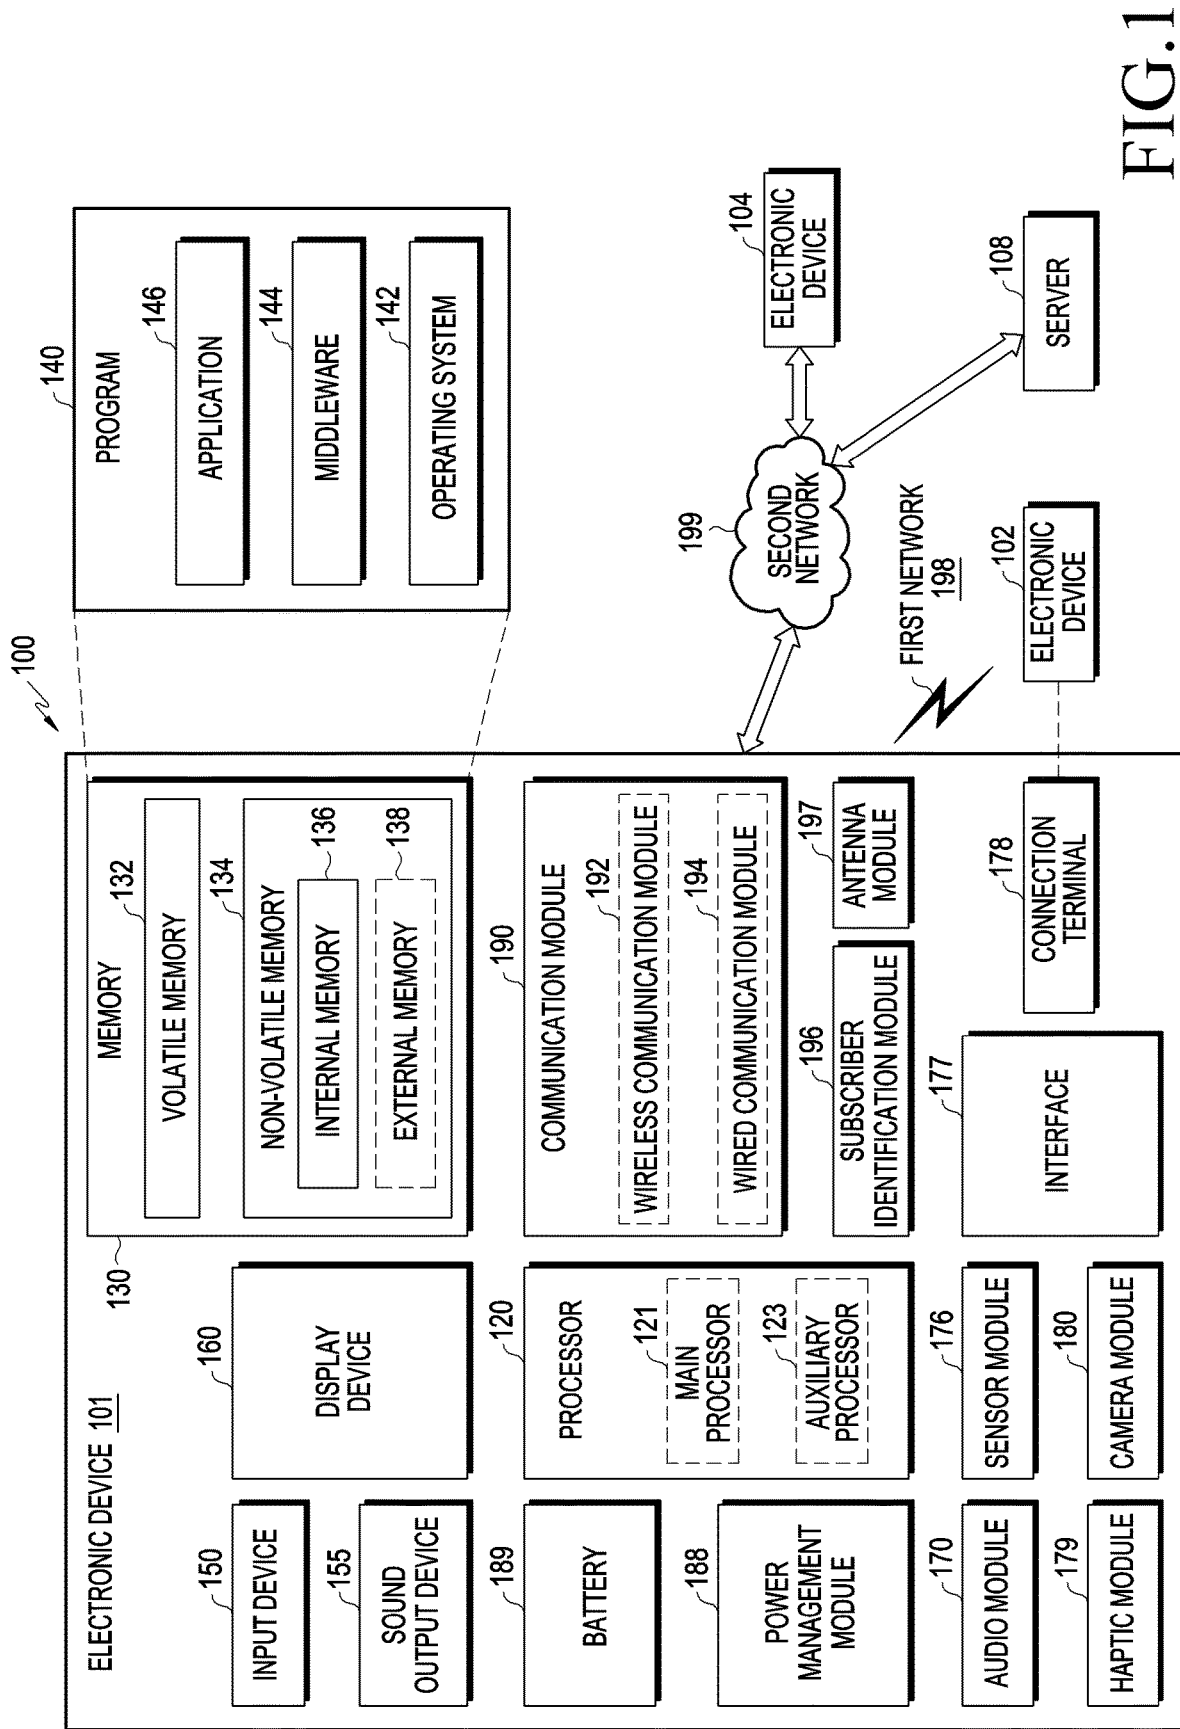 100
ELECTRONIC DEVICE 101
150
INPUT DEVICE
155
SOUND
OUTPUT DEVICE
160
DISPLAY
DEVICE
130
MEMORY
132
VOLATILE MEMORY
134
NON-VOLATILE MEMORY
136
INTERNAL MEMORY
138
EXTERNAL MEMORY
140
PROGRAM
146
APPLICATION
144
MIDDLEWARE
142
OPERATING SYSTEM
189
BATTERY
188
POWER
MANAGEMENT
MODULE
120
PROCESSOR
121
MAIN
PROCESSOR
123
AUXILIARY
PROCESSOR
190
COMMUNICATION MODULE
192
WIRELESS COMMUNICATION MODULE
194
WIRED COMMUNICATION MODULE
196
SUBSCRIBER
IDENTIFICATION MODULE
197
ANTENNA
MODULE
199
SECOND
NETWORK
104
ELECTRONIC
DEVICE
170
AUDIO MODULE
176
SENSOR MODULE
177
INTERFACE
178
CONNECTION
TERMINAL
179
HAPTIC MODULE
180
CAMERA MODULE
FIRST NETWORK
198
102
ELECTRONIC
DEVICE
108
SERVER
FIG.1